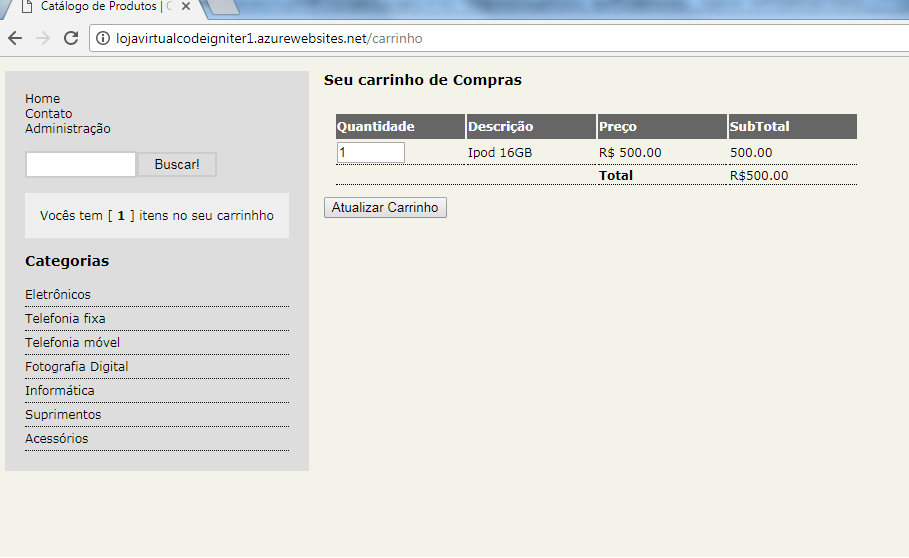 Catálogo de Produtos | C
lojavirtualcodeigniter1.azurewebsites.net/carrinho
Home
Contato
Administração
Buscar!
Vocês tem [ 1 ] itens no seu carrinhho
Categorias
Eletrônicos
Telefonia fixa
Telefonia móvel
Fotografia Digital
Informática
Suprimentos
Acessórios
Seu carrinho de Compras
Quantidade Descrição Preço SubTotal
1 Ipod 16GB R$ 500.00 500.00
Total R$500.00
Atualizar Carrinho